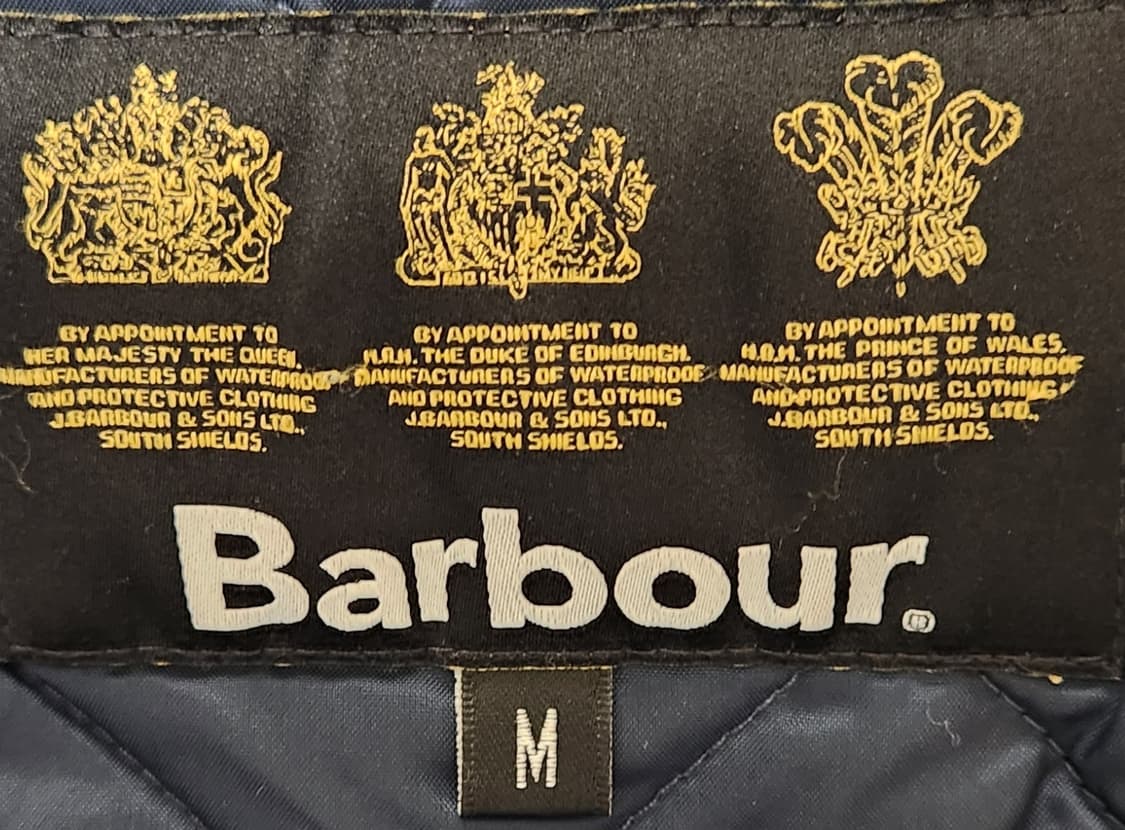 BY APPOINTMENT TO
HER MAJESTY THE QUEEN.
MANUFACTURERS OF WATERPROOF
AND PROTECTIVE CLOTHING
J.BARBOUR & SONS LTD.,
SOUTH SHIELDS.
BY APPOINTMENT TO
H.R.H. THE DUKE OF EDINBURGH.
MANUFACTURERS OF WATERPROOF
AND PROTECTIVE CLOTHING
J.BARBOUR & SONS LTD.,
SOUTH SHIELDS.
BY APPOINTMENT TO
H.R.H. THE PRINCE OF WALES.
MANUFACTURERS OF WATERPROOF
AND PROTECTIVE CLOTHING
J.BARBOUR & SONS LTD.,
SOUTH SHIELDS.
Barbour.®
M